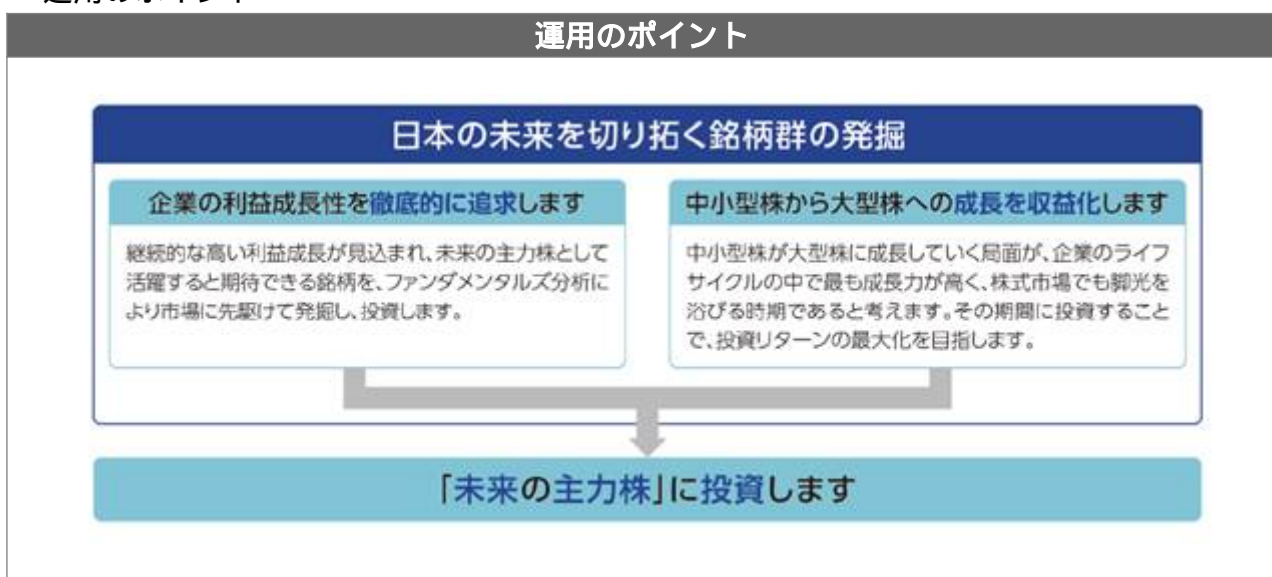 運用のポイント
日本の未来を切り拓く銘柄群の発掘
企業の利益成長性を徹底的に追求します
継続的な高い利益成長が見込まれ、未来の主力株として
活躍すると期待できる銘柄を、ファンダメンタルズ分析に
より市場に先駆けて発掘し、投資します。
中小型株から大型株への成長を収益化します
中小型株が大型株に成長していく局面が、企業のライフ
サイクルの中で最も成長力が高く、株式市場でも脚光を
浴びる時期であると考えます。その期間に投資すること
で、投資リターンの最大化を目指します。
「未来の主力株」に投資します